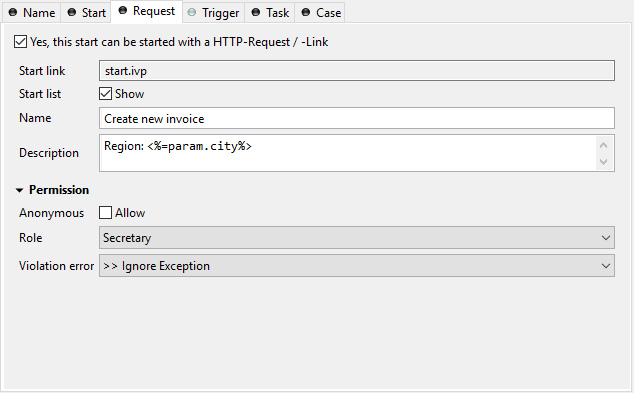 Name Start Request Trigger Task Case
Yes, this start can be started with a HTTP-Request / -Link
Start link start.ivp
Start list Show
Name Create new invoice
Description Region: <%=param.city%>
Permission
Anonymous Allow
Role Secretary
Violation error >> Ignore Exception